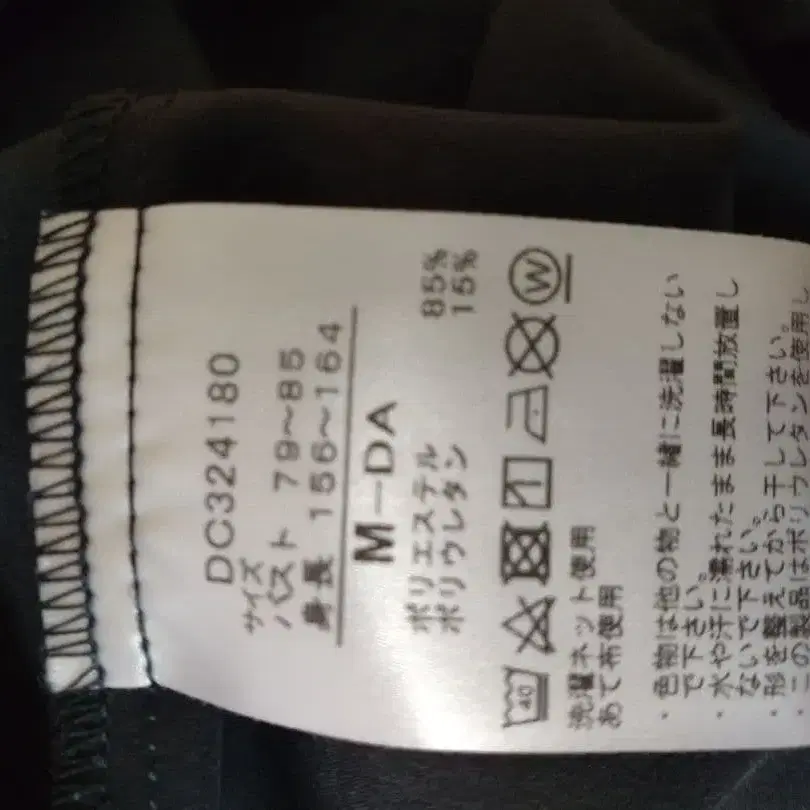 DC324180
サイズ
バスト 79～85
身長 156～164
M－DA
ポリエステル 85%
ポリウレタン 15%
40
W
洗濯ネット使用
あて布使用
・色物は他の物と一緒に洗濯しない
で下さい。
・水や汗に濡れたまま長時間放置し
ないで下さい。
・形を整えてから干して下さい。
・この製品はポリウレタンを使用し